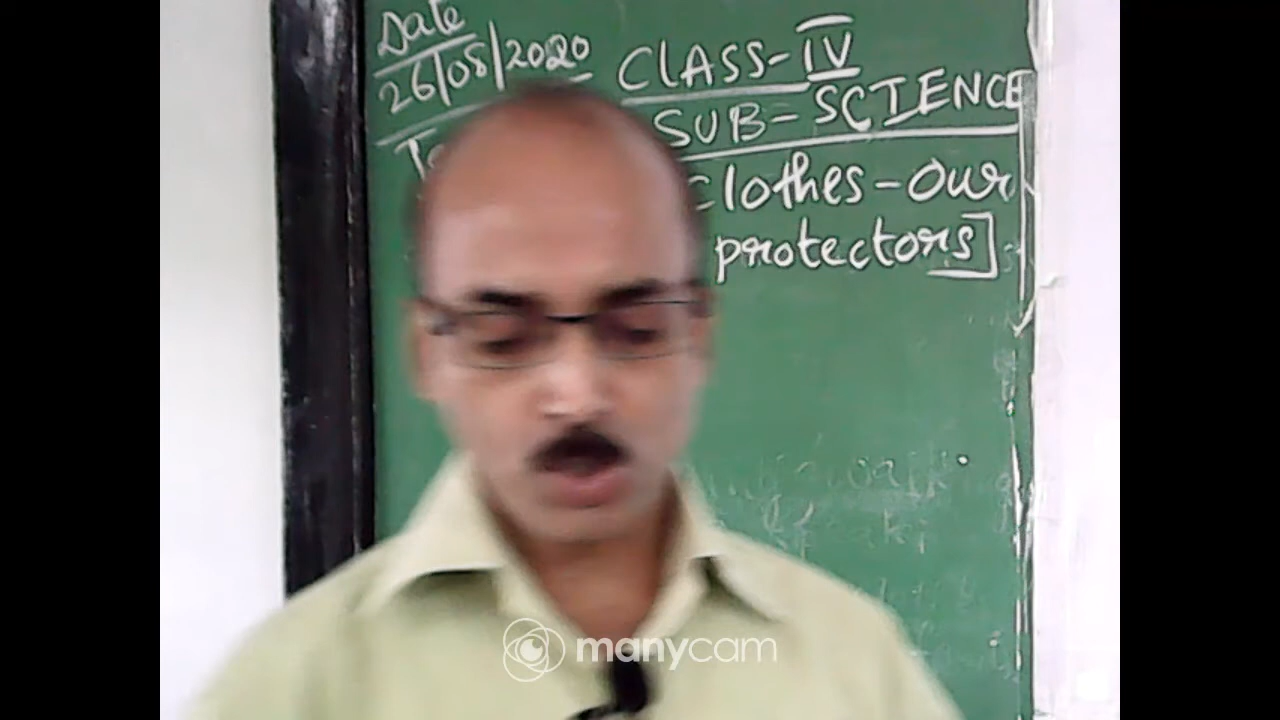 Date
26/08/2020
CLASS-IV
SUB-SCIENCE
Clothes-Our
protectors]
manycam